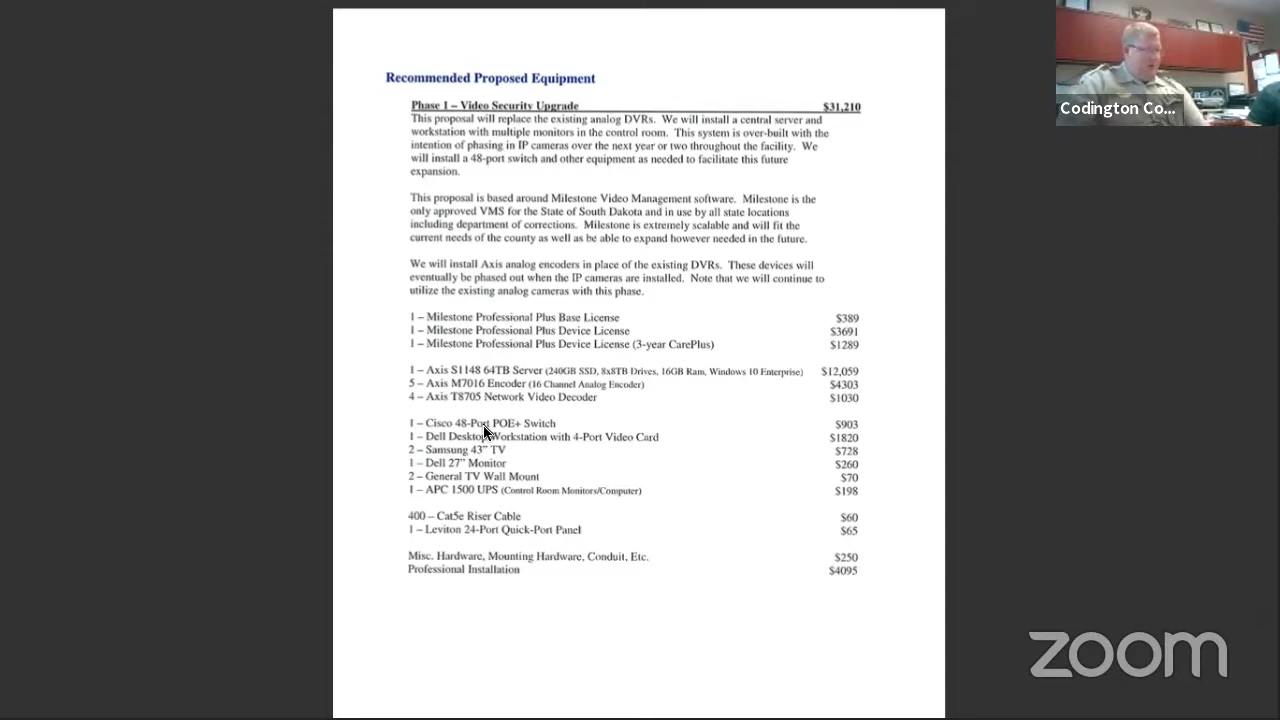 Recommended Proposed Equipment
Phase 1 – Video Security Upgrade $31,210
This proposal will replace the existing analog DVRs. We will install a central server and
workstation with multiple monitors in the control room. This system is over-built with the
intention of phasing in IP cameras over the next year or two throughout the facility. We
will install a 48-port switch and other equipment as needed to facilitate this future
expansion.
This proposal is based around Milestone Video Management software. Milestone is the
only approved VMS for the State of South Dakota and in use by all state locations
including department of corrections. Milestone is extremely scalable and will fit the
current needs of the county as well as be able to expand however needed in the future.
We will install Axis analog encoders in place of the existing DVRs. These devices will
eventually be phased out when the IP cameras are installed. Note that we will continue to
utilize the existing analog cameras with this phase.
1 – Milestone Professional Plus Base License $389
1 – Milestone Professional Plus Device License $3691
1 – Milestone Professional Plus Device License (3-year CarePlus) $1289
1 – Axis S1148 64TB Server (240GB SSD, 8x8TB Drives, 16GB Ram, Windows 10 Enterprise) $12,059
5 – Axis M7016 Encoder (16 Channel Analog Encoder) $4303
4 – Axis T8705 Network Video Decoder $1030
1 – Cisco 48-Port POE+ Switch $903
1 – Dell Desktop Workstation with 4-Port Video Card $1820
2 – Samsung 43” TV $728
1 – Dell 27” Monitor $260
2 – General TV Wall Mount $70
1 – APC 1500 UPS (Control Room Monitors/Computer) $198
400 – Cat5e Riser Cable $60
1 – Leviton 24-Port Quick-Port Panel $65
Misc. Hardware, Mounting Hardware, Conduit, Etc. $250
Professional Installation $4095
Codington Co...
zoom